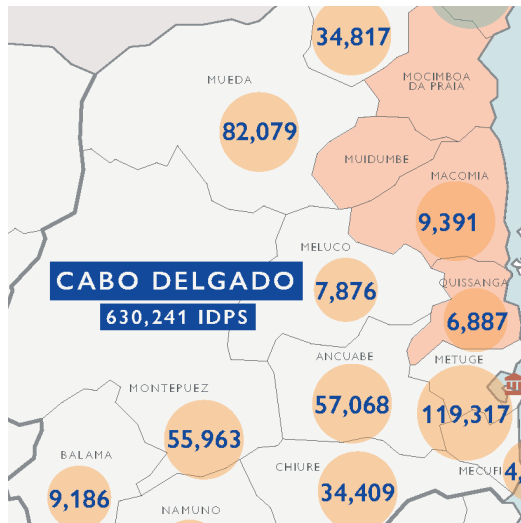 34,817
MUEDA
82,079
MOCIMBOA
DA PRAIA
MUIDUMBE
MACOMIA
9,391
MELUCO
7,876
QUISSANGA
6,887
CABO DELGADO
630,241 IDPS
ANCUABE
57,068
METUGE
119,317
MONTEPUEZ
55,963
BALAMA
9,186
CHIURE
34,409
MECUFI
4,
NAMUNO